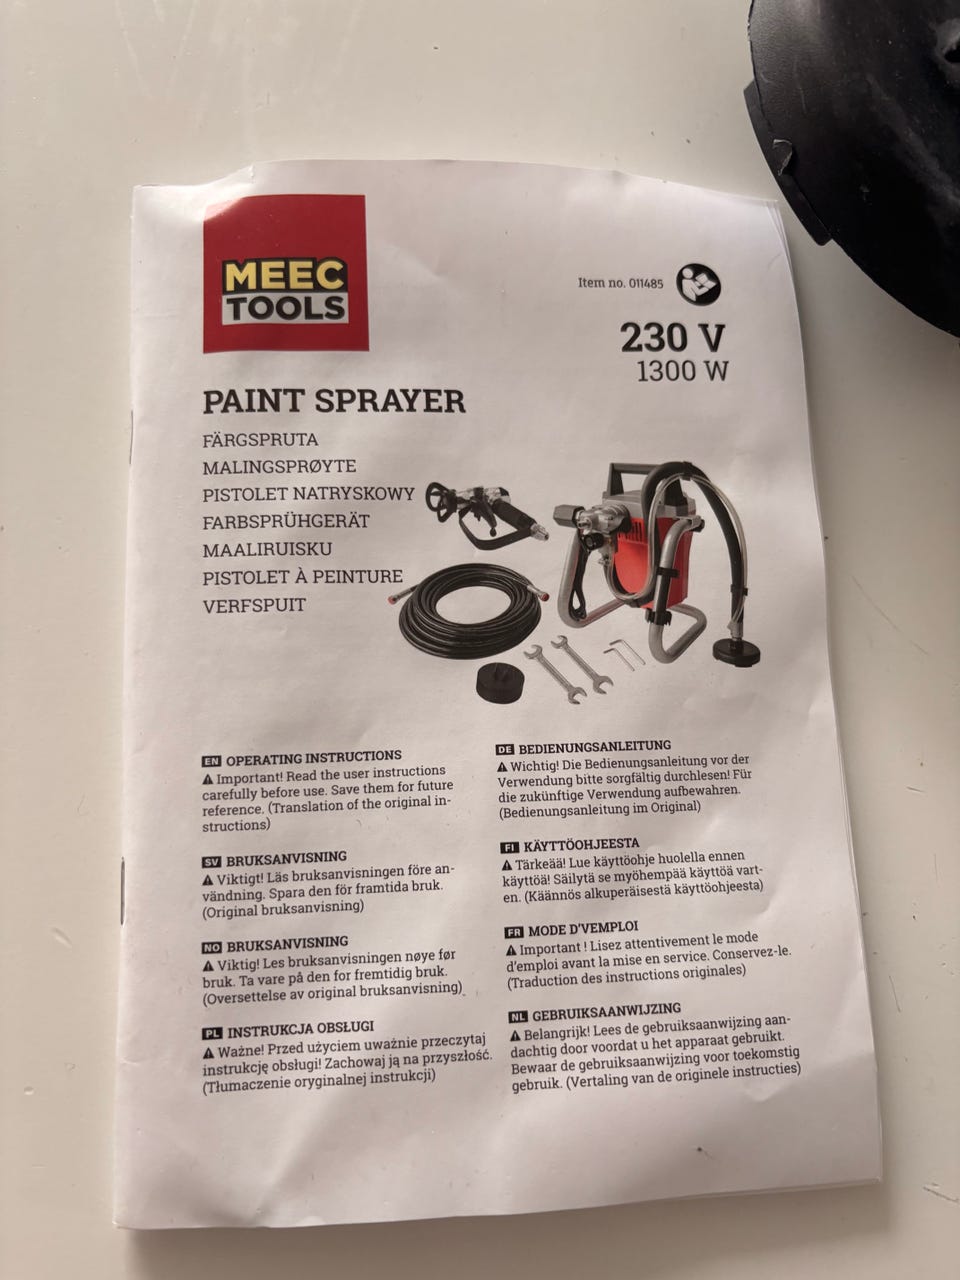 MEEC
TOOLS
Item no. 011485
230 V
1300 W
PAINT SPRAYER
FÄRGSPRUTA
MALINGSPRØYTE
PISTOLET NATRYSKOWY
FARBSPRÜHGERÄT
MAALIRUISKU
PISTOLET À PEINTURE
VERFSPUIT
EN OPERATING INSTRUCTIONS
Important! Read the user instructions
carefully before use. Save them for future
reference. (Translation of the original in-
structions)
SV BRUKSANVISNING
Viktigt! Läs bruksanvisningen före an-
vändning. Spara den för framtida bruk.
(Original bruksanvisning)
NO BRUKSANVISNING
Viktig! Les bruksanvisningen nøye før
bruk. Ta vare på den for fremtidig bruk.
(Oversettelse av original bruksanvisning)
PL INSTRUKCJA OBSŁUGI
Ważne! Przed użyciem uważnie przeczytaj
instrukcję obsługi! Zachowaj ją na przyszłość.
(Tłumaczenie oryginalnej instrukcji)
DE BEDIENUNGSANLEITUNG
Wichtig! Die Bedienungsanleitung vor der
Verwendung bitte sorgfältig durchlesen! Für
die zukünftige Verwendung aufbewahren.
(Bedienungsanleitung im Original)
FI KÄYTTÖOHJEESTA
Tärkeää! Lue käyttöohje huolella ennen
käyttöä! Säilytä se myöhempää käyttöä vart-
en. (Käännös alkuperäisestä käyttöohjeesta)
FR MODE D'VEMPLOI
Important ! Lisez attentivement le mode
d'emploi avant la mise en service. Conservez-le.
(Traduction des instructions originales)
NL GEBRUIKSAANWIJZING
Belangrijk! Lees de gebruiksaanwijzing aan-
dachtig door voordat u het apparaat gebruikt.
Bewaar de gebruiksaanwijzing voor toekomstig
gebruik. (Vertaling van de originele instructies)